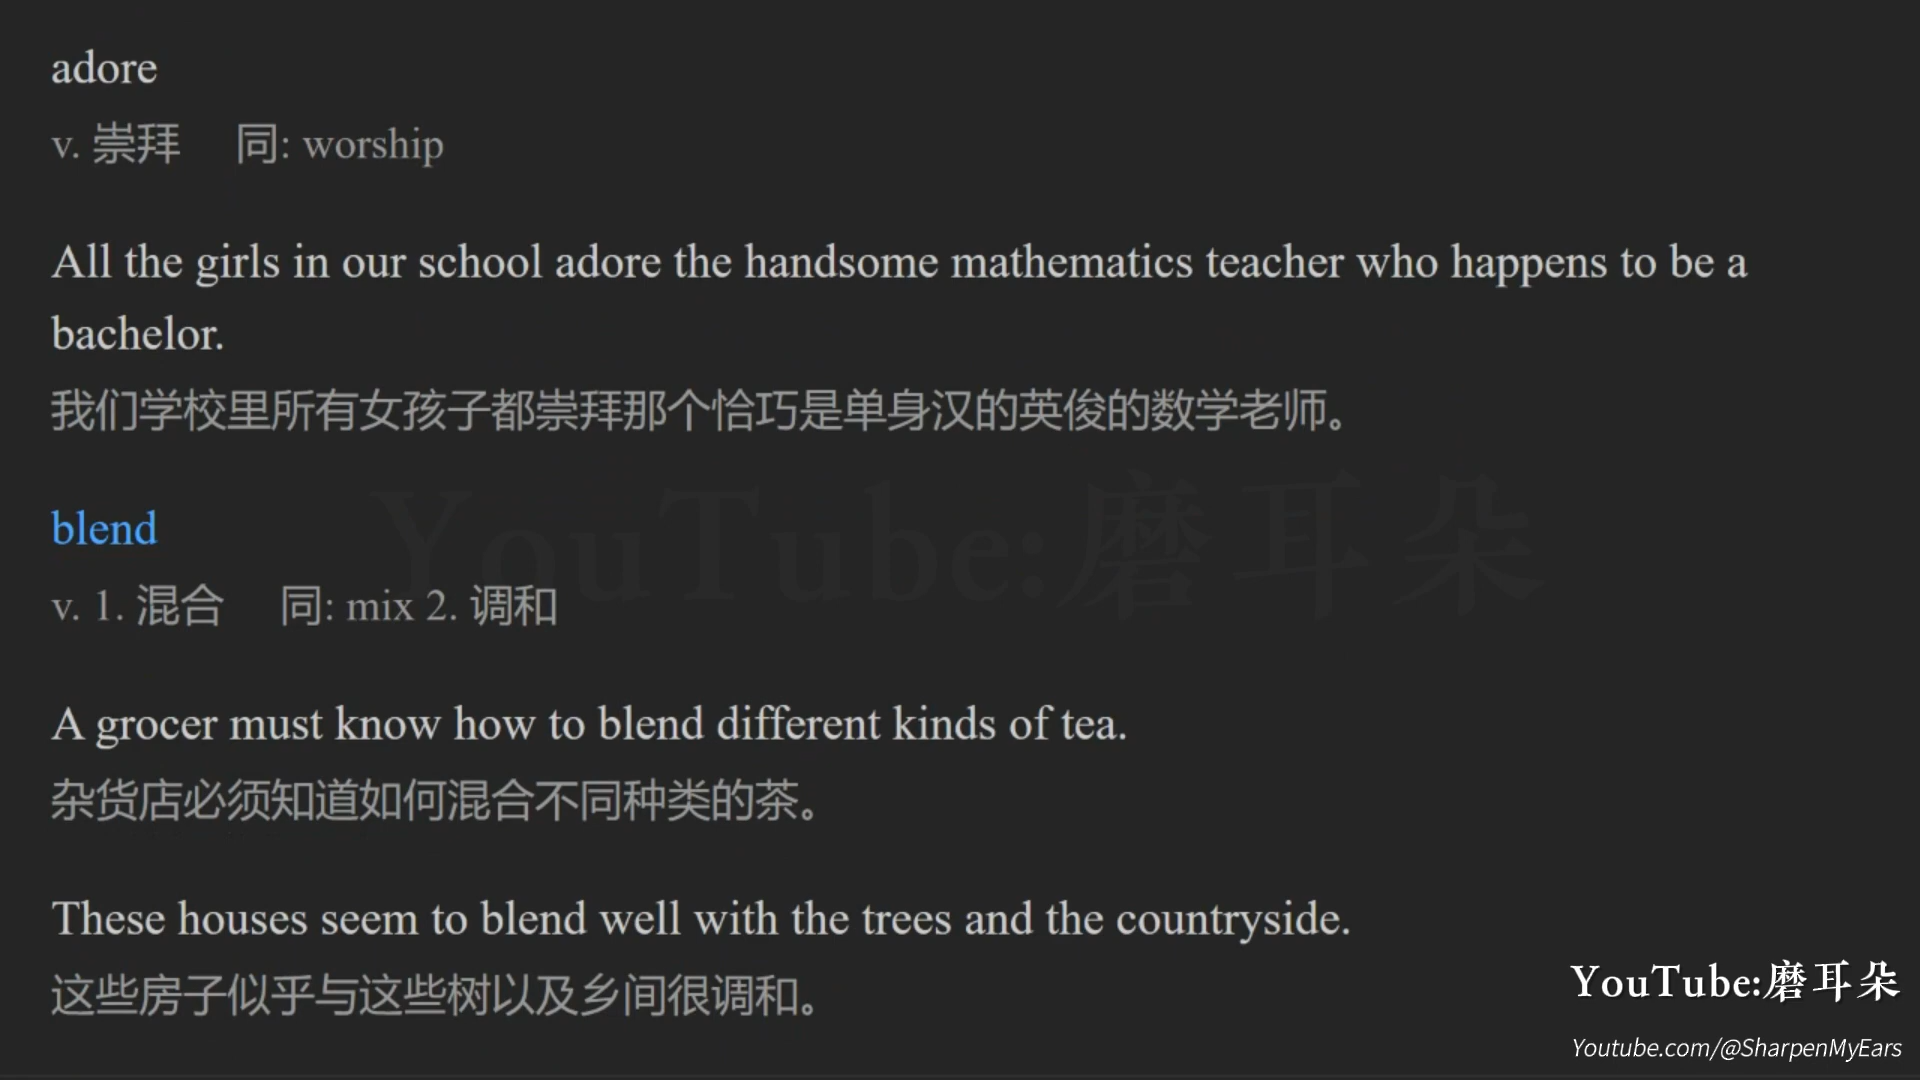 adore
v. 崇拜 同: worship
All the girls in our school adore the handsome mathematics teacher who happens to be a
bachelor.
我们学校里所有女孩子都崇拜那个恰巧是单身汉的英俊的数学老师。
YouTube:磨耳朵
blend
v. 1. 混合 同: mix 2. 调和
A grocer must know how to blend different kinds of tea.
杂货店必须知道如何混合不同种类的茶。
These houses seem to blend well with the trees and the countryside.
这些房子似乎与这些树以及乡间很调和。
YouTube:磨耳朵
Youtube.com/@SharpenMyEars